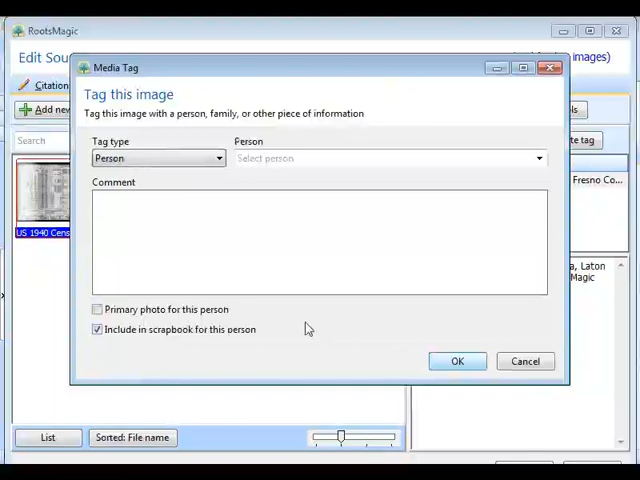 RootsMagic
Edit Sou
images)
Media Tag
Tag this image
Tag this image with a person, family, or other piece of information
Citation
Add new
Tag type
Person
Person
Select person
Search
te tag
Comment
Fresno Co...
US 1940 Cens
a, Laton
Magic
Primary photo for this person
Include in scrapbook for this person
OK
Cancel
List
Sorted: File name